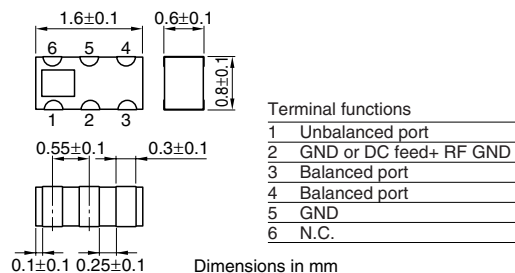 1.6±0.1
0.6±0.1
6 5 4
0.8±0.1
1 2 3
0.55±0.1
0.3±0.1
0.1±0.1
0.25±0.1
Dimensions in mm
Terminal functions
1 Unbalanced port
2 GND or DC feed+ RF GND
3 Balanced port
4 Balanced port
5 GND
6 N.C.